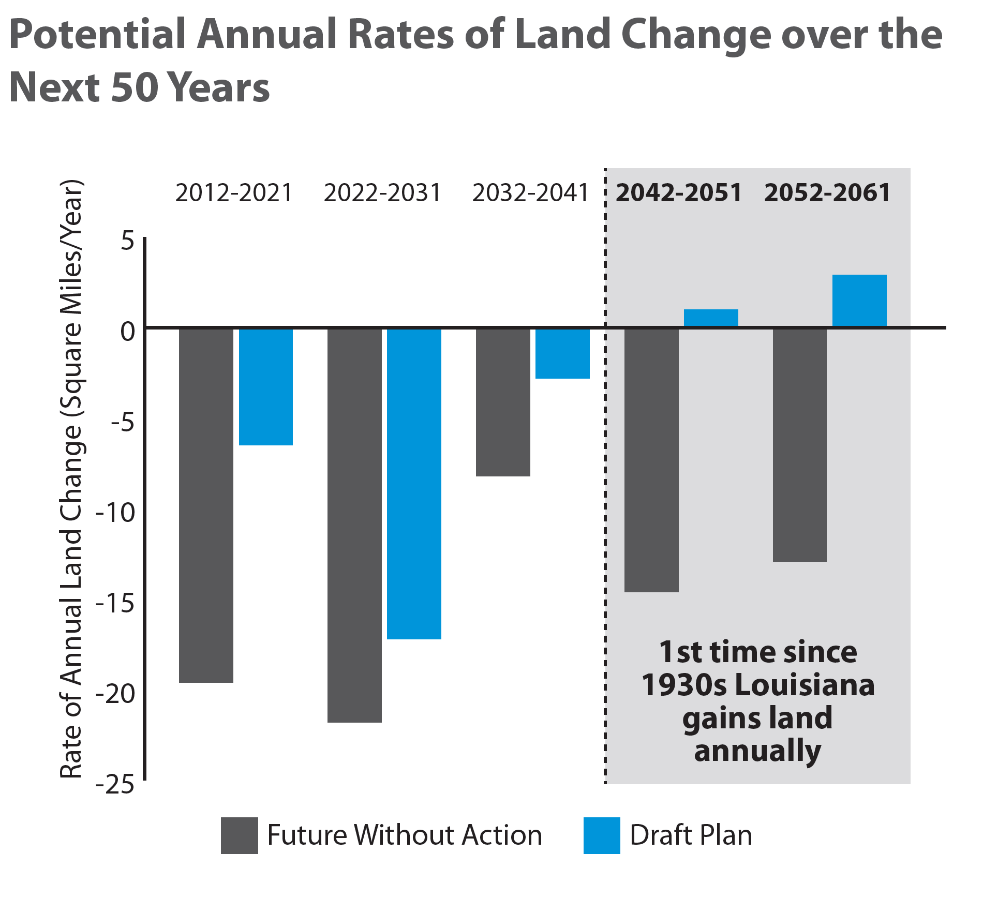 Potential Annual Rates of Land Change over the
Next 50 Years
2012-2021 2022-2031 2032-2041 2042-2051 2052-2061
Rate of Annual Land Change (Square Miles/Year)
5
0
-5
-10
-15
-20
-25
1st time since
1930s Louisiana
gains land
annually
Future Without Action Draft Plan